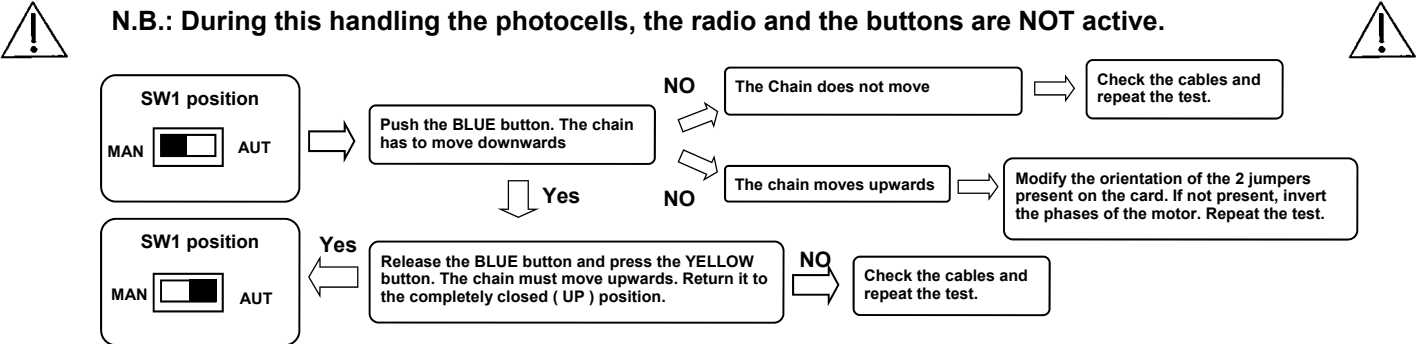 N.B.: During this handling the photocells, the radio and the buttons are NOT active.
SW1 position
MAN
AUT
Push the BLUE button. The chain
has to move downwards
NO
The Chain does not move
Check the cables and
repeat the test.
NO
The chain moves upwards
Modify the orientation of the 2 jumpers
present on the card. If not present, invert
the phases of the motor. Repeat the test.
Yes
Release the BLUE button and press the YELLOW
button. The chain must move upwards. Return it to
the completely closed ( UP ) position.
NO
Check the cables and
repeat the test.
Yes
SW1 position
MAN
AUT